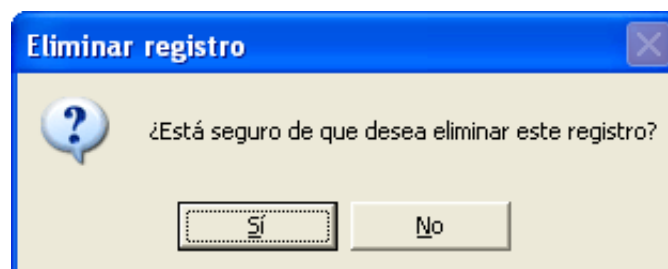 Eliminar registro
¿Está seguro de que desea eliminar este registro?
Sí No